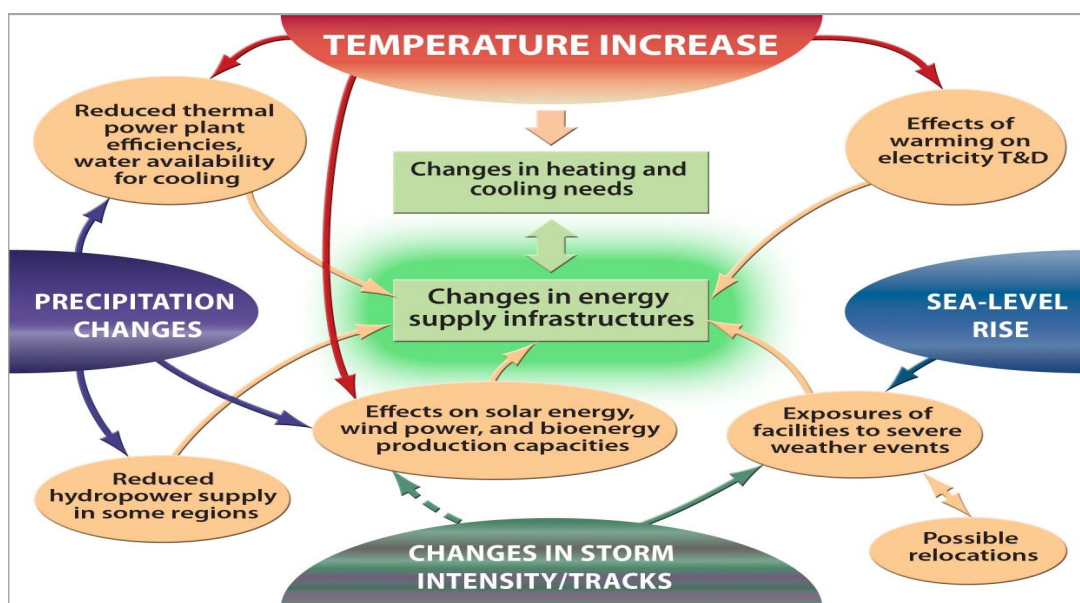 TEMPERATURE INCREASE
Reduced thermal
power plant
efficiencies,
water availability
for cooling
Effects of
warming on
electricity T&D
Changes in heating and
cooling needs
PRECIPITATION
CHANGES
Changes in energy
supply infrastructures
SEA-LEVEL
RISE
Effects on solar energy,
wind power, and bioenergy
production capacities
Exposures of
facilities to severe
weather events
Reduced
hydropower supply
in some regions
CHANGES IN STORM
INTENSITY/TRACKS
Possible
relocations